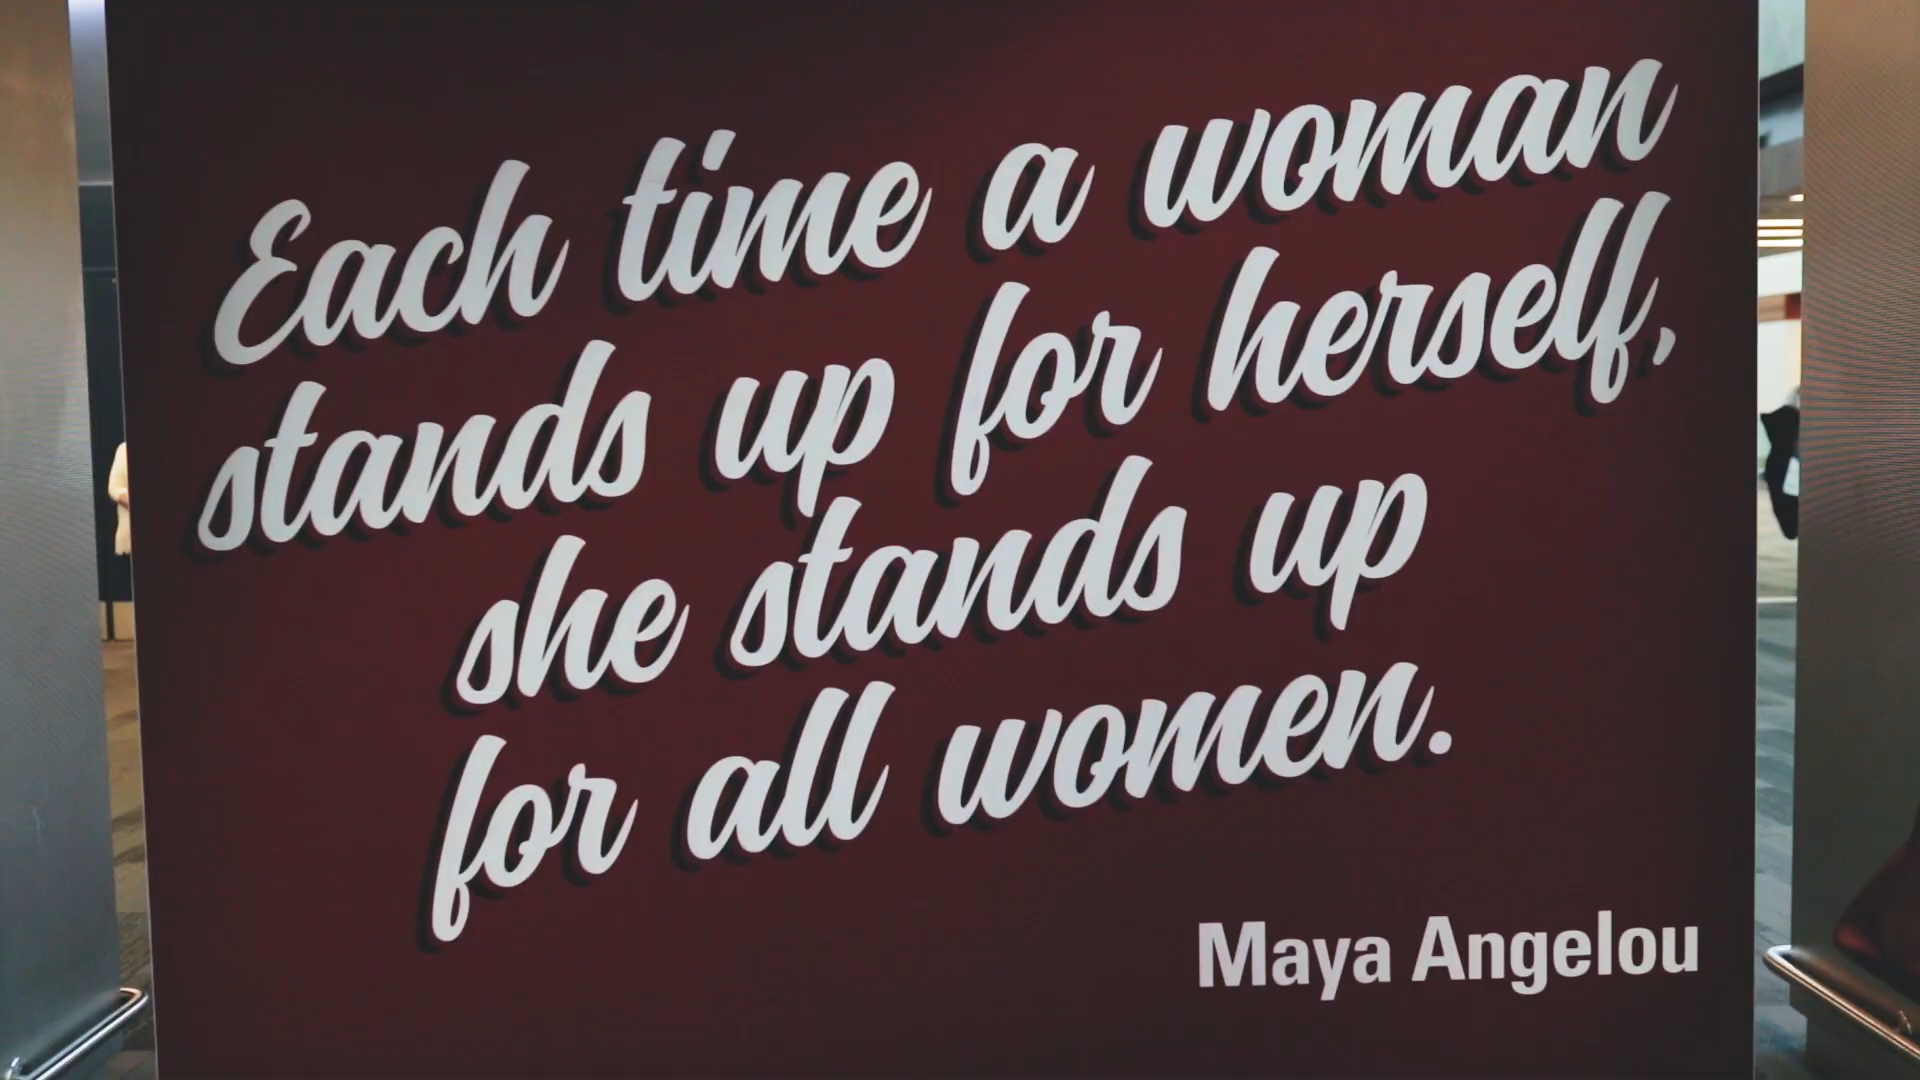 Each time a woman
stands up for herself,
she stands up
for all women.
Maya Angelou